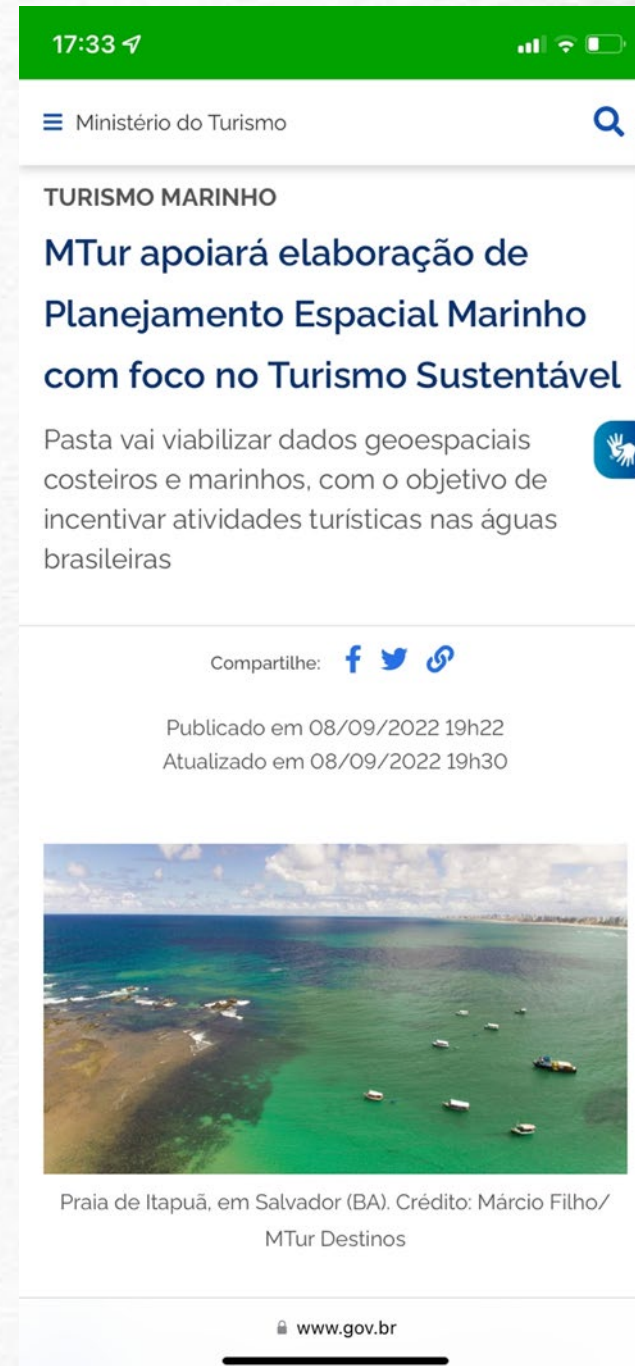 17:33
Ministério do Turismo
TURISMO MARINHO
MTur apoiará elaboração de
Planejamento Espacial Marinho
com foco no Turismo Sustentável
Pasta vai viabilizar dados geoespaciais
costeiros e marinhos, com o objetivo de
incentivar atividades turísticas nas águas
brasileiras
Compartilhe:
Publicado em 08/09/2022 19h22
Atualizado em 08/09/2022 19h30
Praia de Itapuã, em Salvador (BA). Crédito: Márcio Filho/
MTur Destinos
www.gov.br